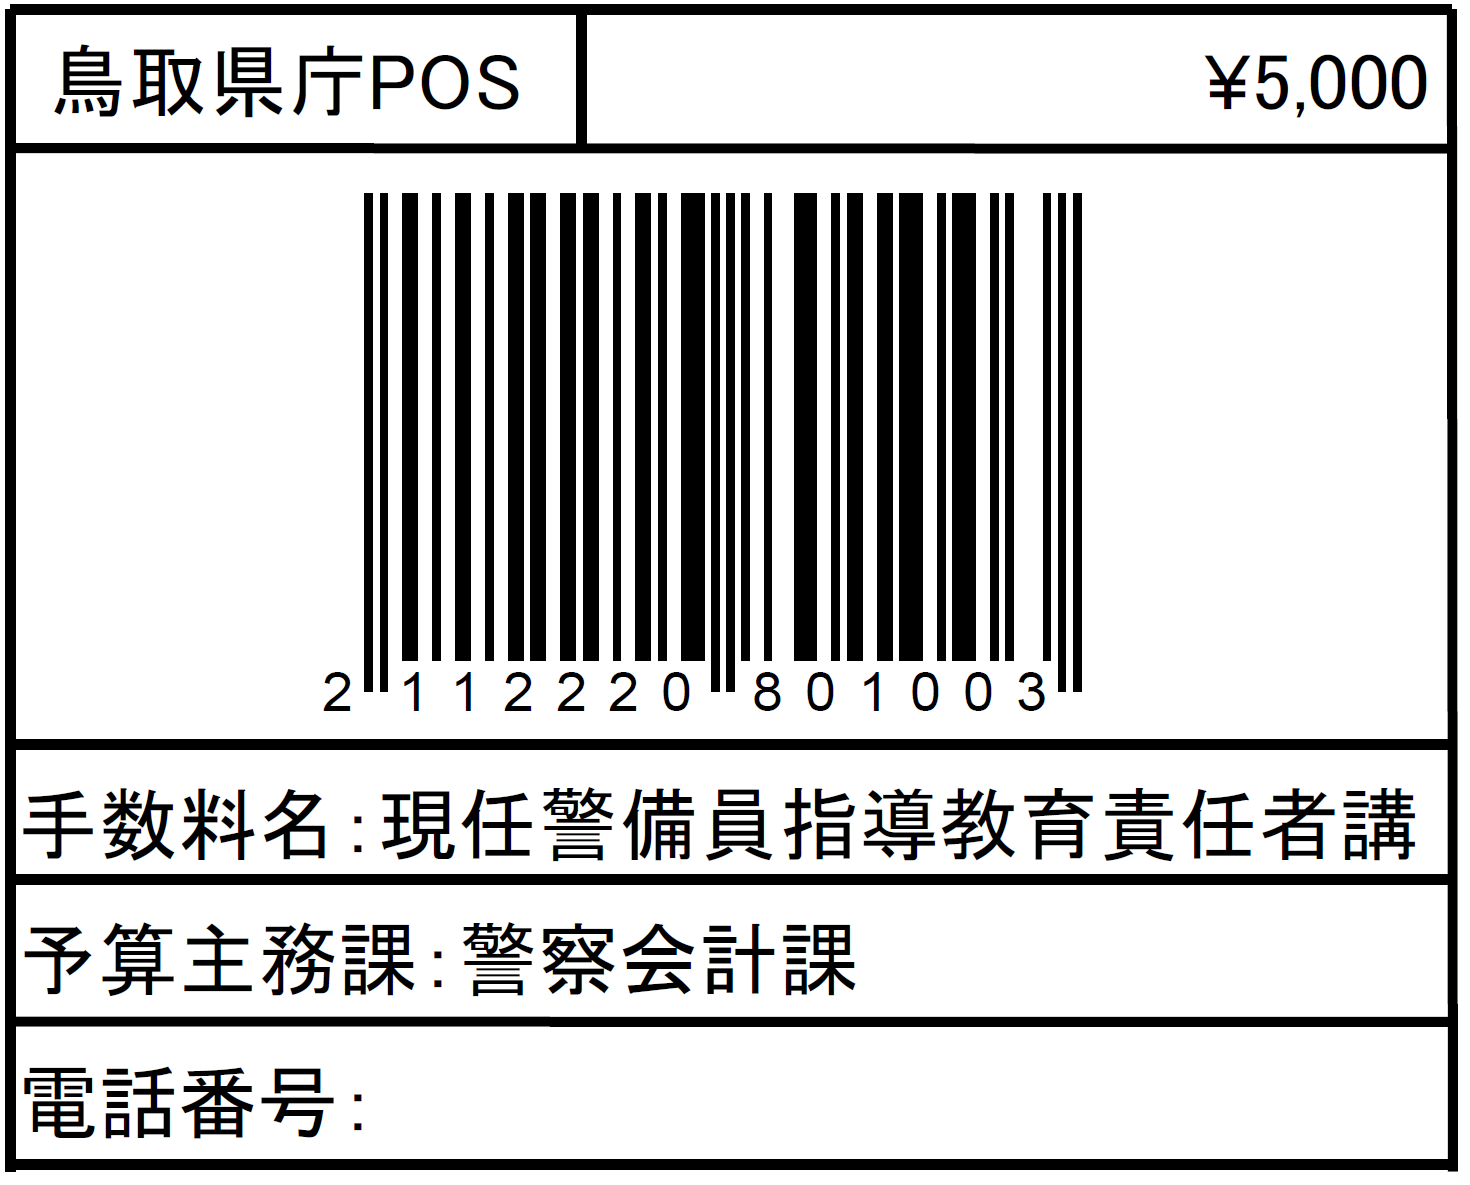 鳥取県庁POS ¥5,000
2 112220 801003
手数料名:現任警備員指導教育責任者講
予算主務課:警察会計課
電話番号: